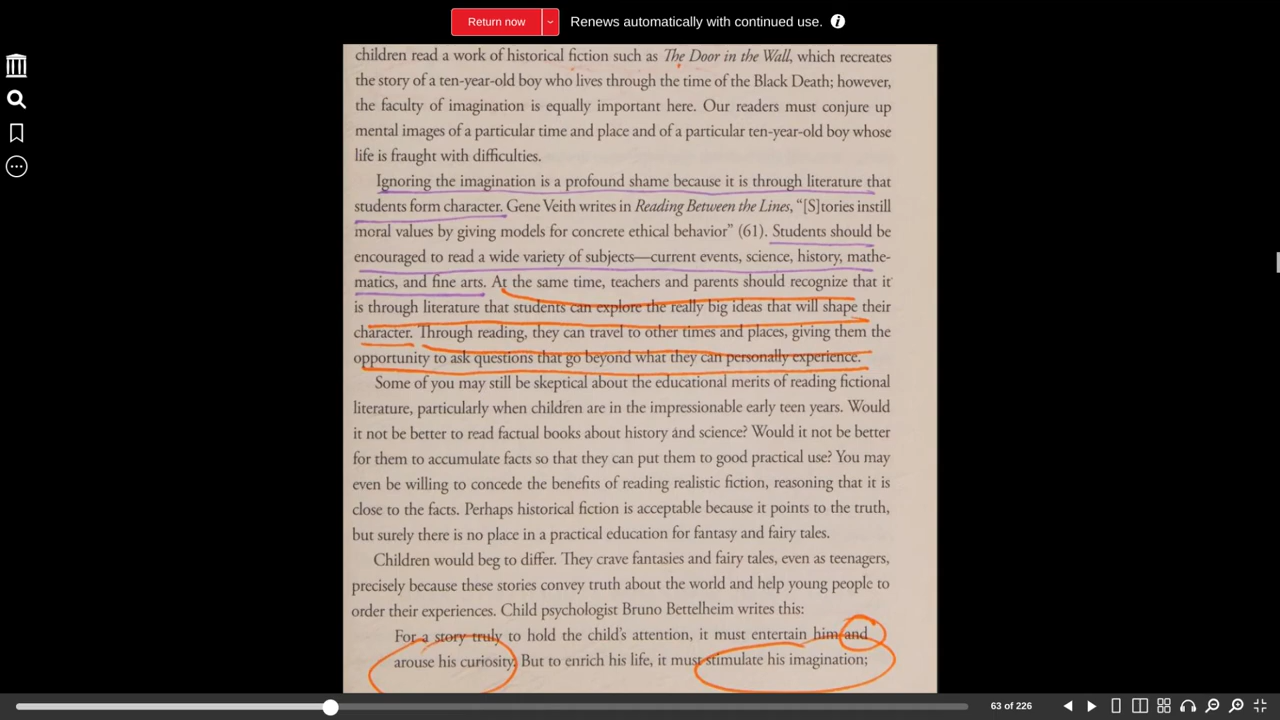 Return now
Renews automatically with continued use.
children read a work of historical fiction such as The Door in the Wall, which recreates
the story of a ten-year-old boy who lives through the time of the Black Death; however,
the faculty of imagination is equally important here. Our readers must conjure up
mental images of a particular time and place and of a particular ten-year-old boy whose
life is fraught with difficulties.
Ignoring the imagination is a profound shame because it is through literature that
students form character. Gene Veith writes in Reading Between the Lines, “[S]tories instill
moral values by giving models for concrete ethical behavior” (61). Students should be
encouraged to read a wide variety of subjects—current events, science, history, mathe-
matics, and fine arts. At the same time, teachers and parents should recognize that it
is through literature that students can explore the really big ideas that will shape their
character. Through reading, they can travel to other times and places, giving them the
opportunity to ask questions that go beyond what they can personally experience.
Some of you may still be skeptical about the educational merits of reading fictional
literature, particularly when children are in the impressionable early teen years. Would
it not be better to read factual books about history and science? Would it not be better
for them to accumulate facts so that they can put them to good practical use? You may
even be willing to concede the benefits of reading realistic fiction, reasoning that it is
close to the facts. Perhaps historical fiction is acceptable because it points to the truth,
but surely there is no place in a practical education for fantasy and fairy tales.
Children would beg to differ. They crave fantasies and fairy tales, even as teenagers,
precisely because these stories convey truth about the world and help young people to
order their experiences. Child psychologist Bruno Bettelheim writes this:
For a story truly to hold the child’s attention, it must entertain him and
arouse his curiosity. But to enrich his life, it must stimulate his imagination;
63 of 226